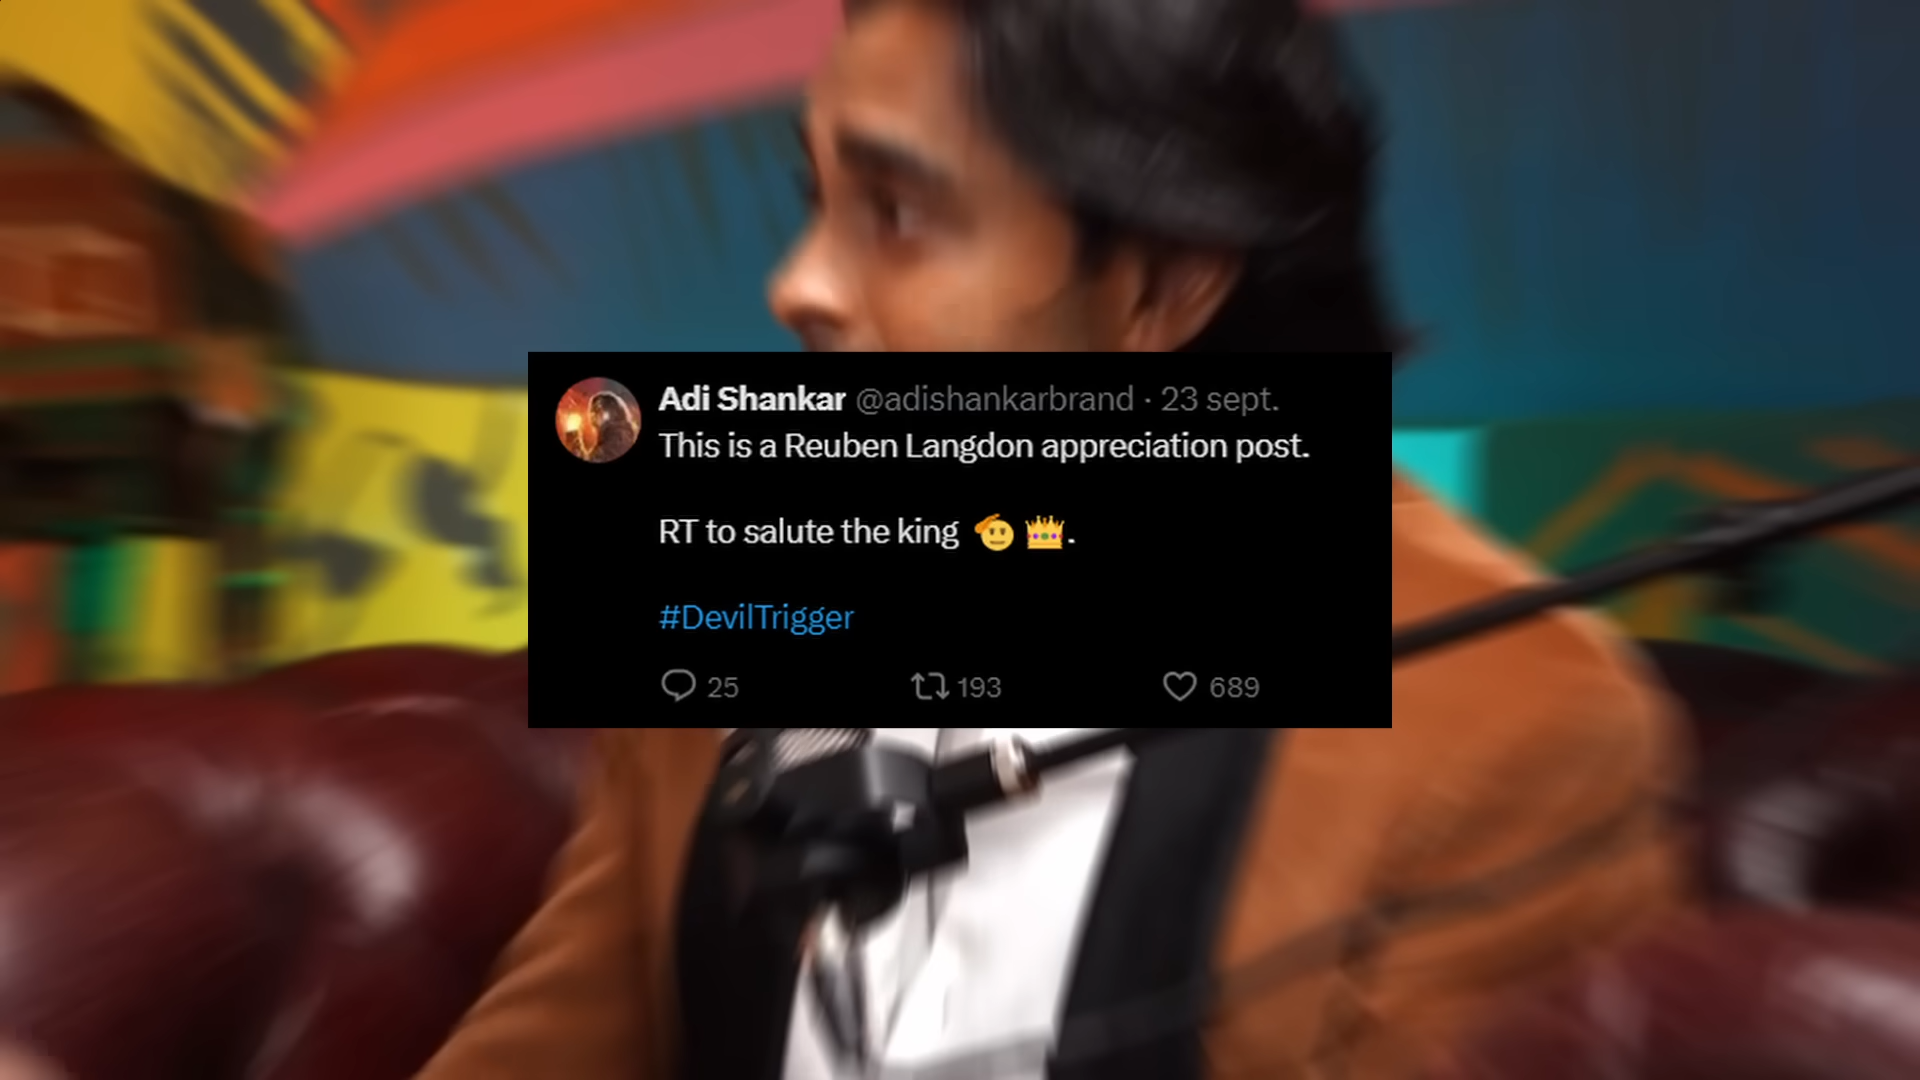 Adi Shankar @adishankarbrand · 23 sept.
This is a Reuben Langdon appreciation post.
RT to salute the king 🫡 👑.
#DevilTrigger
25 193 689